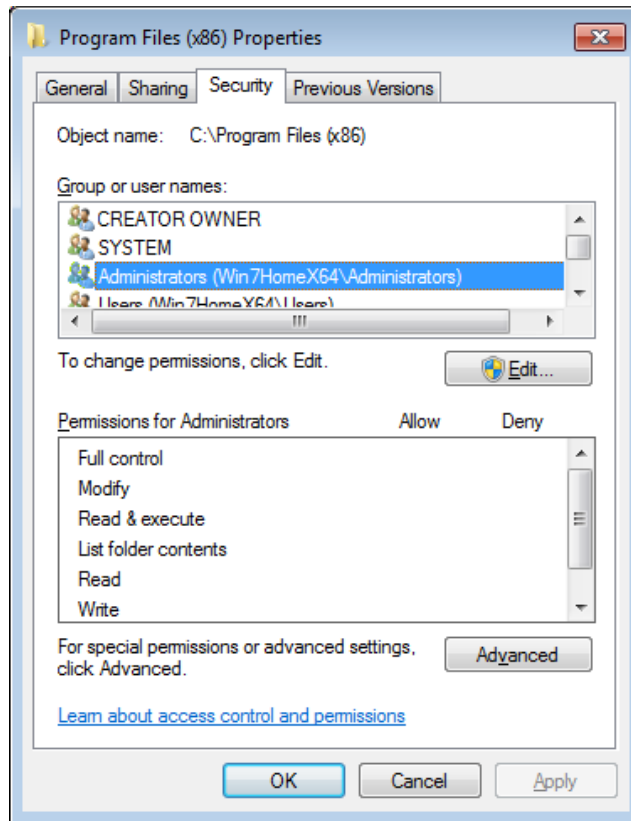 Program Files (x86) Properties
General Sharing Security Previous Versions
Object name: C:\Program Files (x86)
Group or user names:
CREATOR OWNER
SYSTEM
Administrators (Win7HomeX64\Administrators)
Users (Win7HomeX64\Users)
To change permissions, click Edit.
Edit...
Permissions for Administrators Allow Deny
Full control
Modify
Read & execute
List folder contents
Read
Write
For special permissions or advanced settings,
click Advanced.
Advanced
Learn about access control and permissions
OK Cancel Apply